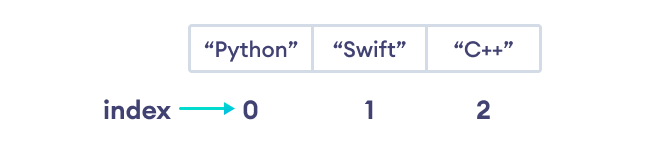 “Python” “Swift” “C++”
index 0 1 2